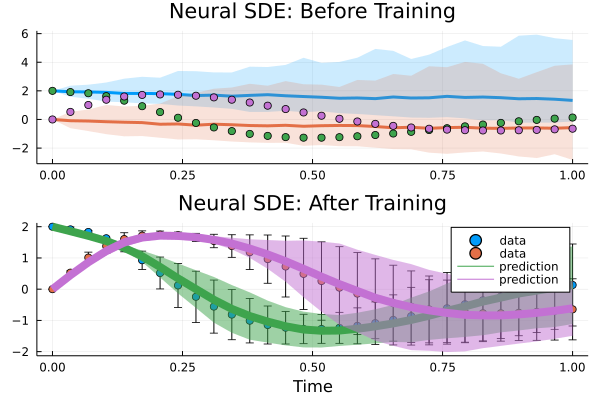 Neural SDE: Before Training
6
4
2
0
−2
0.00 0.25 0.50 0.75 1.00
Neural SDE: After Training
2
1
0
−1
−2
data
data
prediction
prediction
0.00 0.25 0.50 0.75 1.00
Time